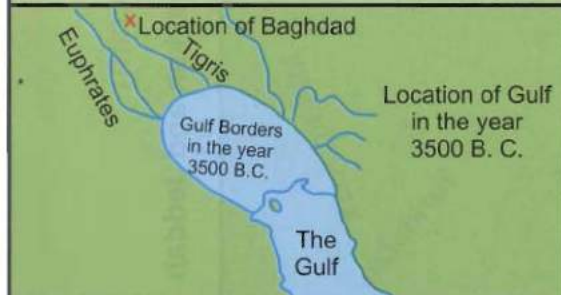 x Location of Baghdad
Euphrates
Tigris
Gulf Borders
in the year
3500 B.C.
Location of Gulf
in the year
3500 B. C.
The
Gulf